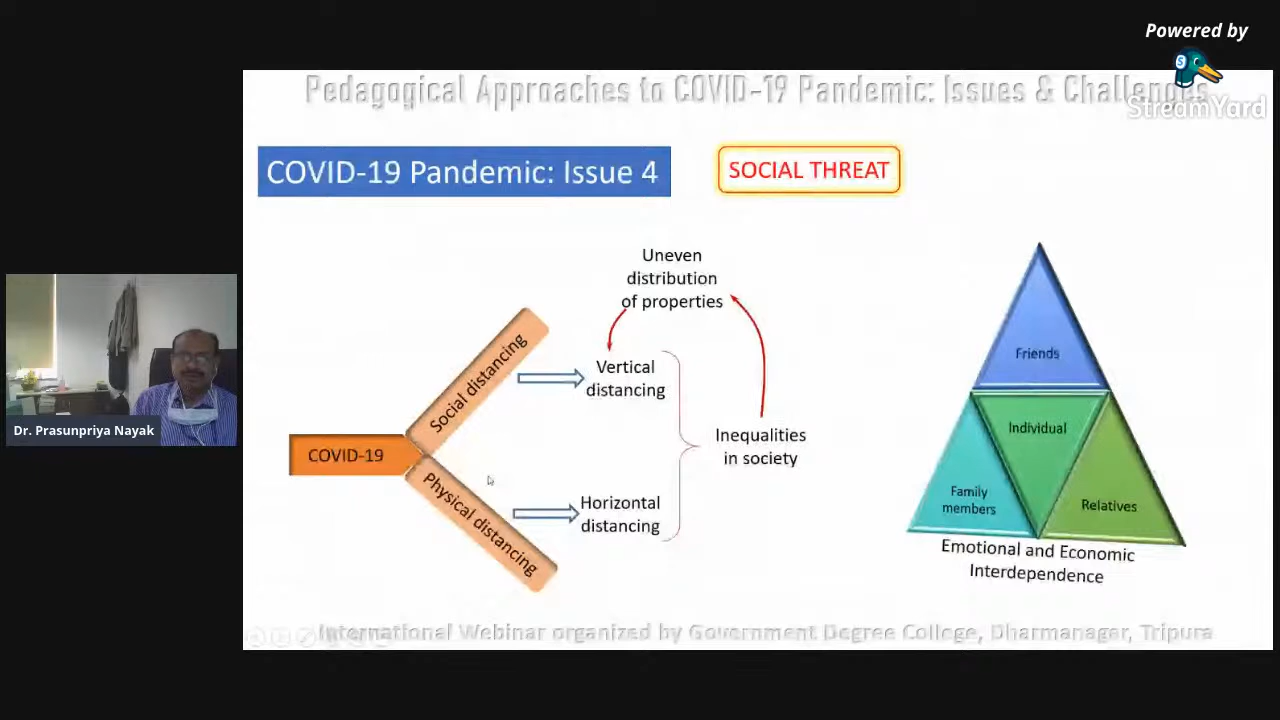 Powered by
StreamYard
Pedagogical Approaches to COVID-19 Pandemic: Issues & Challenges
COVID-19 Pandemic: Issue 4
SOCIAL THREAT
Uneven
distribution
of properties
Social distancing
Vertical
distancing
COVID-19
Inequalities
in society
Physical distancing
Horizontal
distancing
Friends
Individual
Family
members
Relatives
Emotional and Economic
Interdependence
Dr. Prasunpriya Nayak
International Webinar organized by Government Degree College, Dharmanagar, Tripura